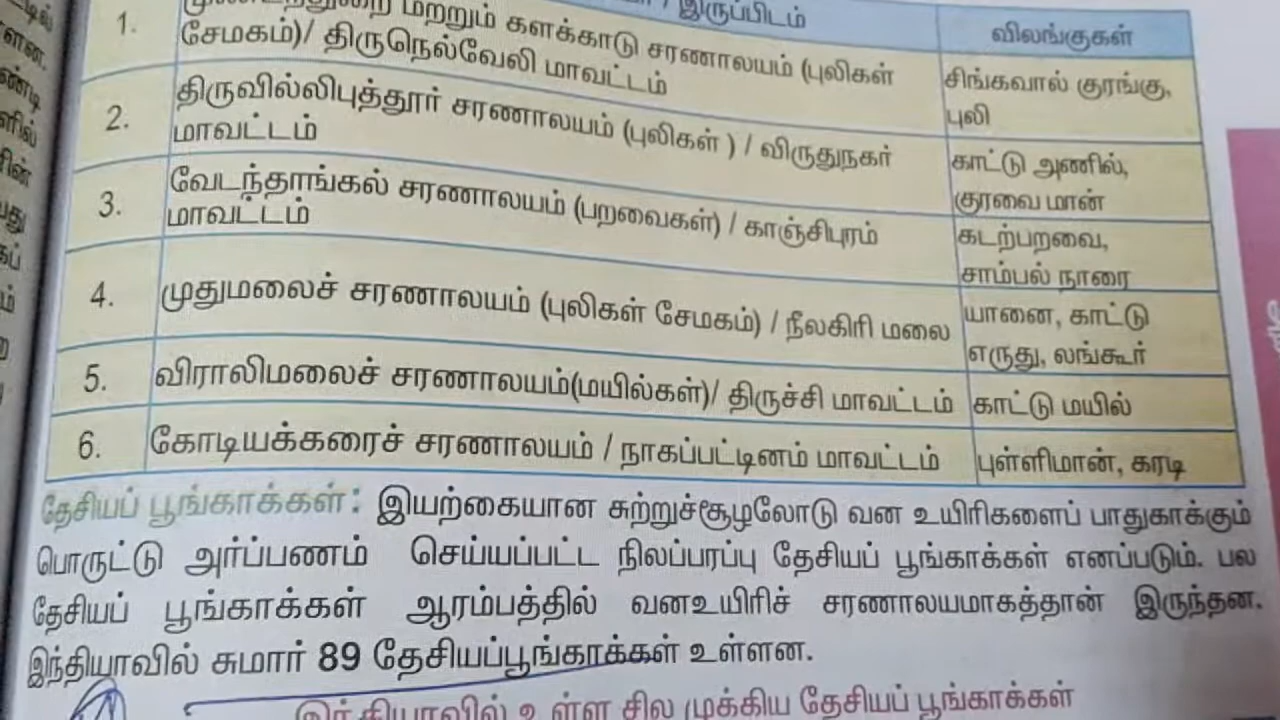 / இருப்பிடம் விலங்குகள்
1. மற்றும் களக்காடு சரணாலயம் (புலிகள்
சேமகம்)/ திருநெல்வேலி மாவட்டம்
சிங்கவால் குரங்கு,
புலி
2. திருவில்லிபுத்தூர் சரணாலயம் (புலிகள் ) / விருதுநகர்
மாவட்டம்
காட்டு அணில்,
குரவை மான்
3. வேடந்தாங்கல் சரணாலயம் (பறவைகள்) / காஞ்சிபுரம்
மாவட்டம்
கடற்பறவை,
சாம்பல் நாரை
4. முதுமலைச் சரணாலயம் (புலிகள் சேமகம்) / நீலகிரி மலை
யானை, காட்டு
எருது, லங்கூர்
5. விராலிமலைச் சரணாலயம்(மயில்கள்)/ திருச்சி மாவட்டம் காட்டு மயில்
6. கோடியக்கரைச் சரணாலயம் / நாகப்பட்டினம் மாவட்டம் புள்ளிமான், கரடி
தேசியப் பூங்காக்கள்: இயற்கையான சுற்றுச்சூழலோடு வன உயிரிகளைப் பாதுகாக்கும்
பொருட்டு அர்ப்பணம் செய்யப்பட்ட நிலப்பரப்பு தேசியப் பூங்காக்கள் எனப்படும். பல
தேசியப் பூங்காக்கள் ஆரம்பத்தில் வனஉயிரிச் சரணாலயமாகத்தான் இருந்தன.
இந்தியாவில் சுமார் 89 தேசியப்பூங்காக்கள் உள்ளன.
இந்தியாவில் உள்ள சில முக்கிய தேசியப் பூங்காக்கள்